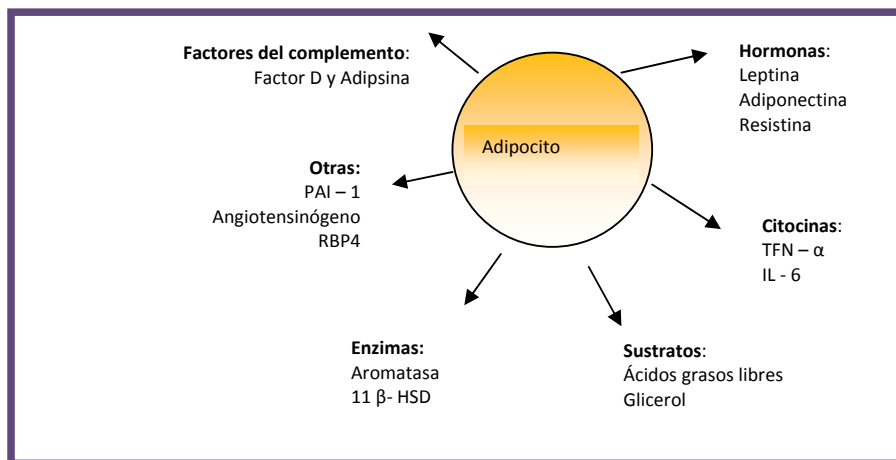 Factores del complemento:
Factor D y Adipsina
Hormonas:
Leptina
Adiponectina
Resistina
Adipocito
Otras:
PAI – 1
Angiotensinógeno
RBP4
Citocinas:
TFN – α
IL - 6
Enzimas:
Aromatasa
11 β- HSD
Sustratos:
Ácidos grasos libres
Glicerol